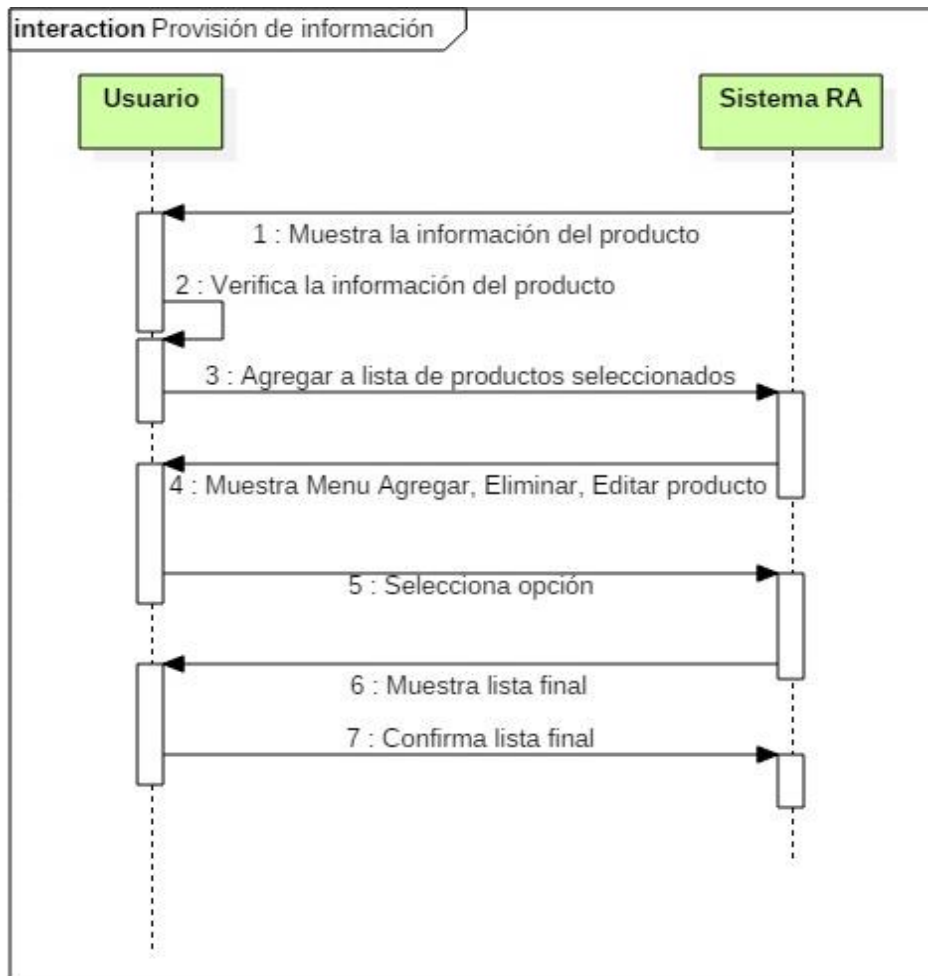 interaction Provisión de información
Usuario
Sistema RA
1 : Muestra la información del producto
2 : Verifica la información del producto
3 : Agregar a lista de productos seleccionados
4 : Muestra Menu Agregar, Eliminar, Editar producto
5 : Selecciona opción
6 : Muestra lista final
7 : Confirma lista final